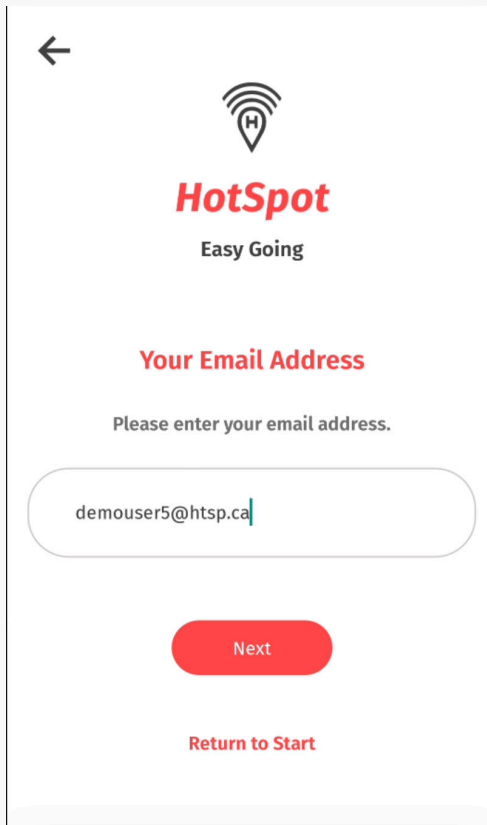 H
HotSpot
Easy Going
Your Email Address
Please enter your email address.
demouser5@htsp.ca
Next
Return to Start